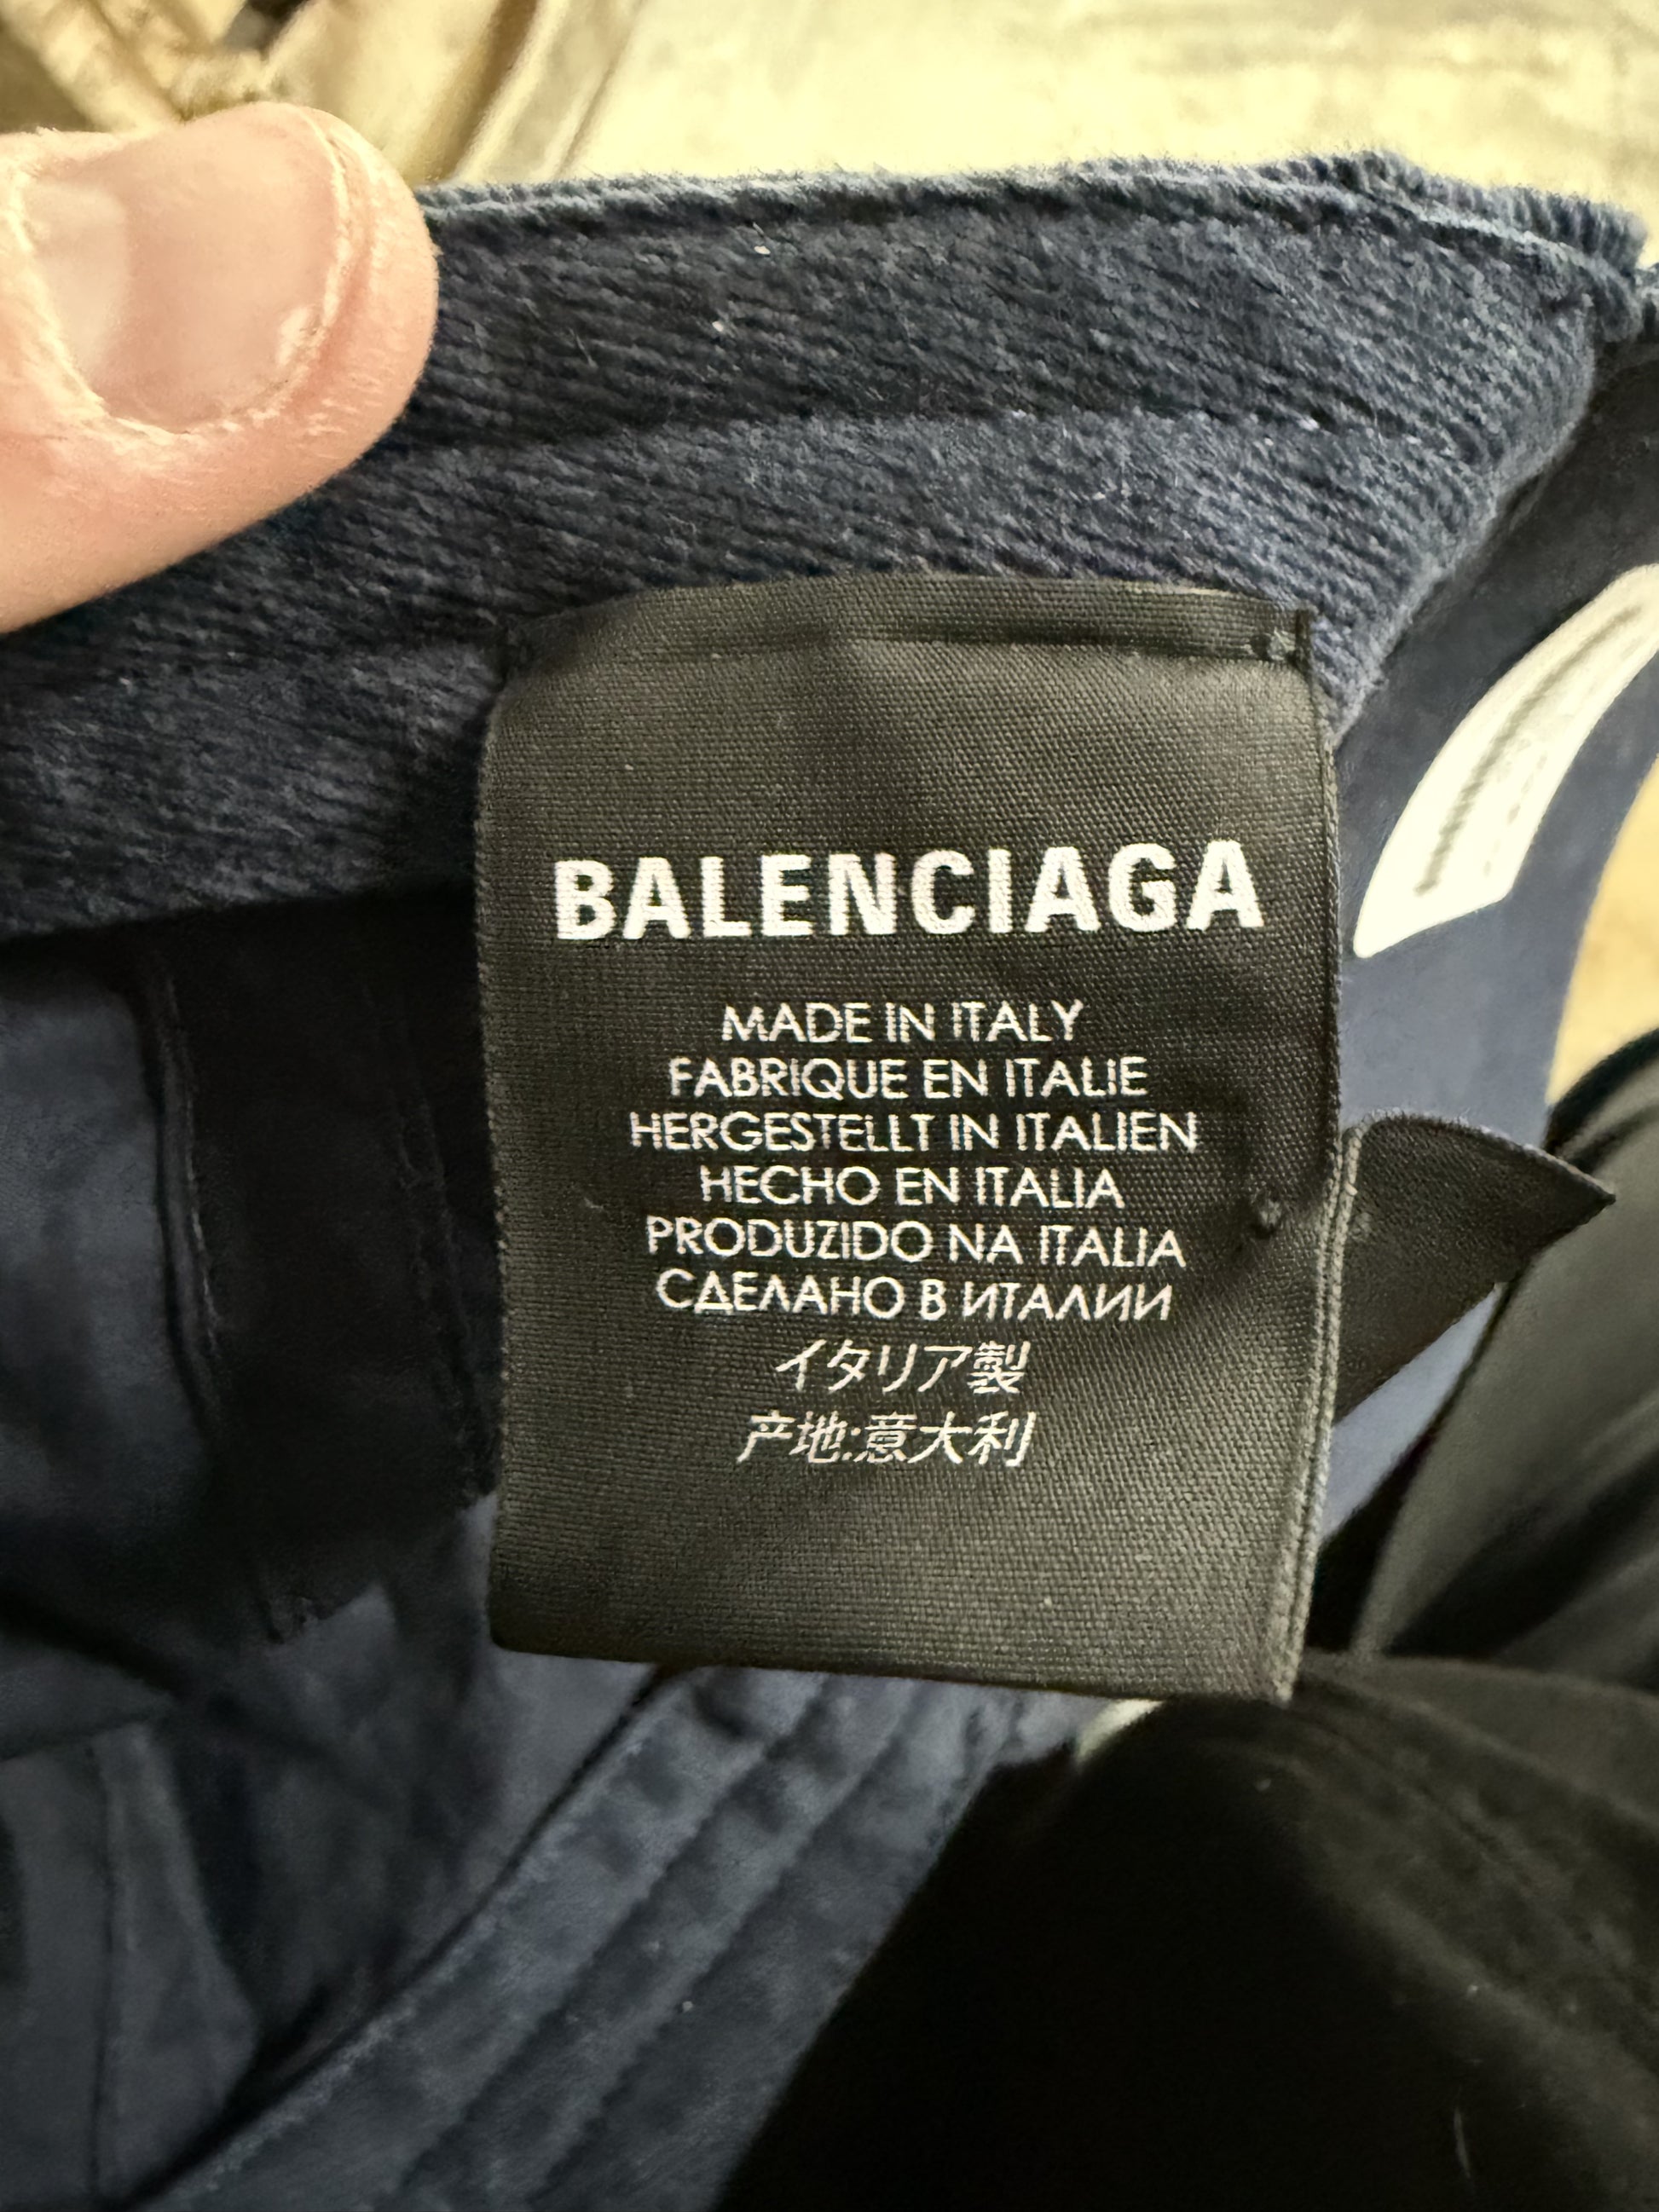 BALENCIAGA
MADE IN ITALY
FABRIQUE EN ITALIE
HERGESTELLT IN ITALIEN
HECHO EN ITALIA
PRODUZIDO NA ITALIA
СДЕЛАНО В ИТАЛИИ
イタリア製
产地:意大利